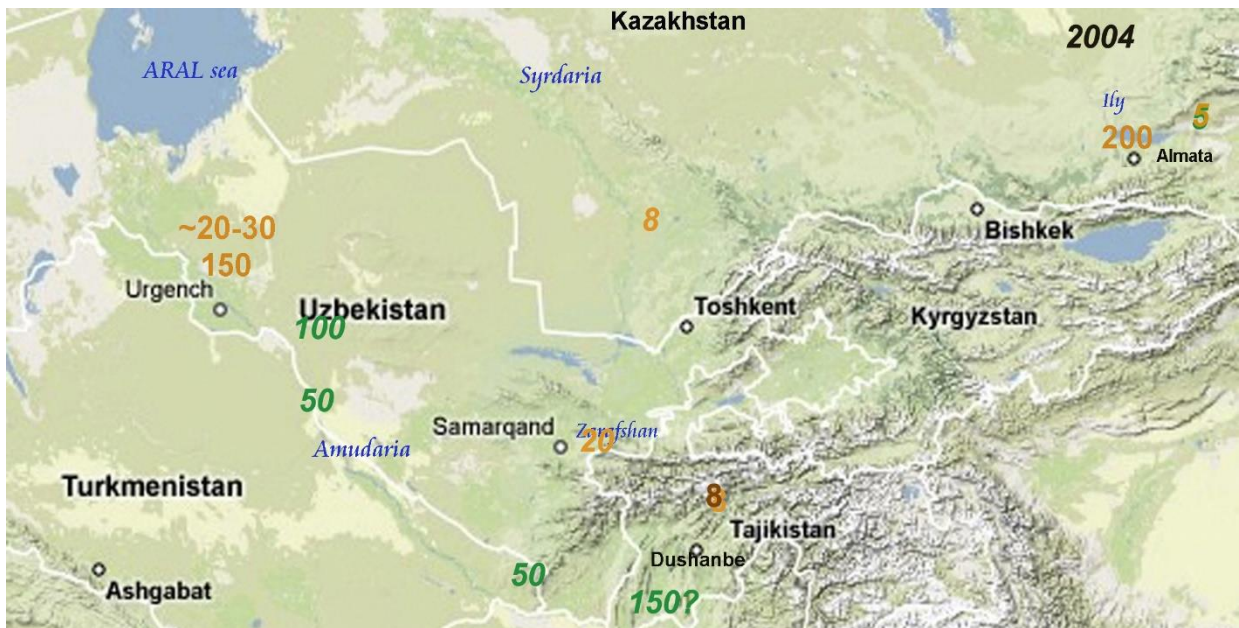 Kazakhstan
2004
ARAL sea
Syrdaria
Ily
5
200
Almata
~20-30
8
150
Bishkek
Urgench
Uzbekistan
Toshkent
Kyrgyzstan
100
50
Samarqand
Zarafshan
20
Amudaria
Turkmenistan
8
Tajikistan
Dushanbe
50
Ashgabat
150?